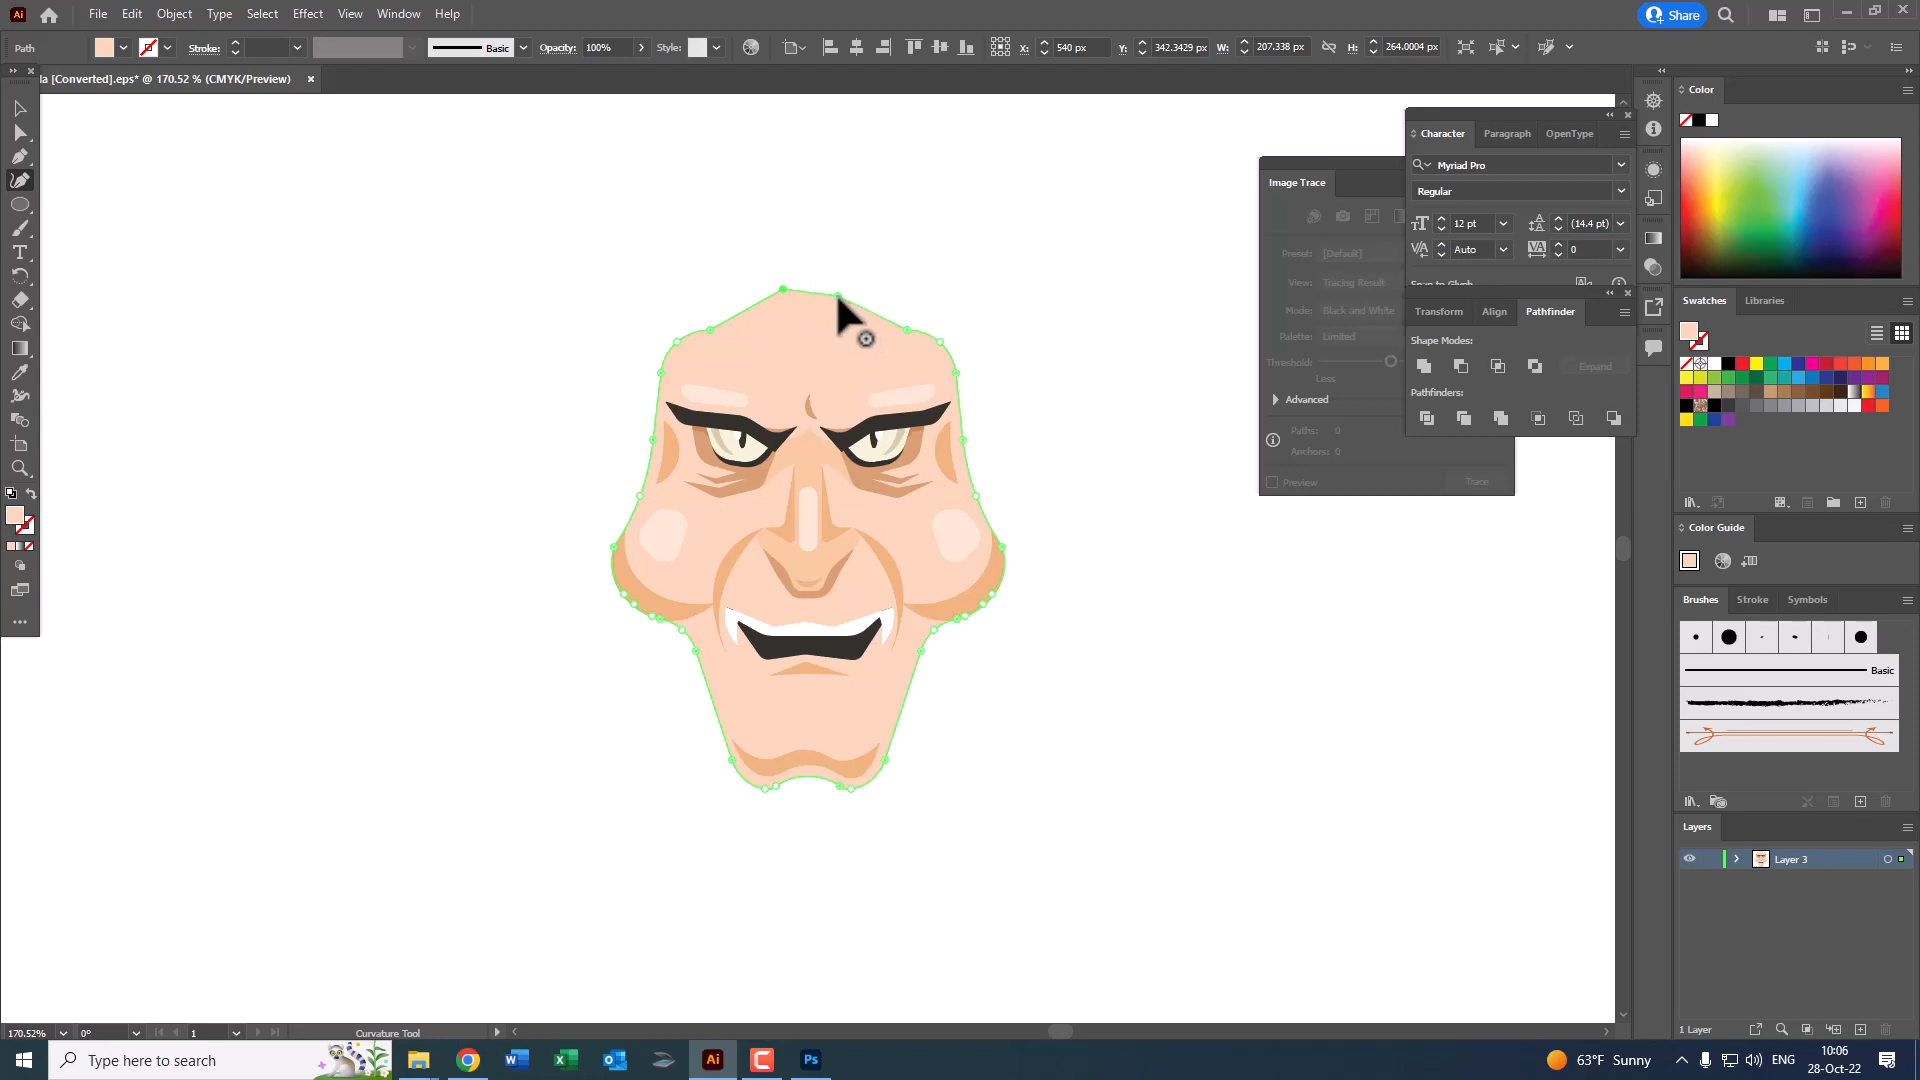 Ai File Edit Object Type Select Effect View Window Help Share
Path Stroke: Basic Opacity: 100% Style: X: 540 px Y: 342.3429 px W: 207.338 px H: 264.0004 px
la [Converted].eps* @ 170.52 % (CMYK/Preview)
Color
Character Paragraph OpenType
Myriad Pro
Regular
12 pt (14.4 pt)
Auto 0
Snap to Glyph
Image Trace
Preset: [Default]
View: Tracing Result
Mode: Black and White
Palette: Limited
Threshold:
Less
Advanced
Paths: 0
Anchors: 0
Preview Trace
Transform Align Pathfinder
Shape Modes:
Expand
Pathfinders:
Swatches Libraries
Color Guide
Brushes Stroke Symbols
Basic
Layers
Layer 3
1 Layer
170.52% 0° 1 Curvature Tool
Type here to search Ai Ps 63°F Sunny ENG 10:06
28-Oct-22